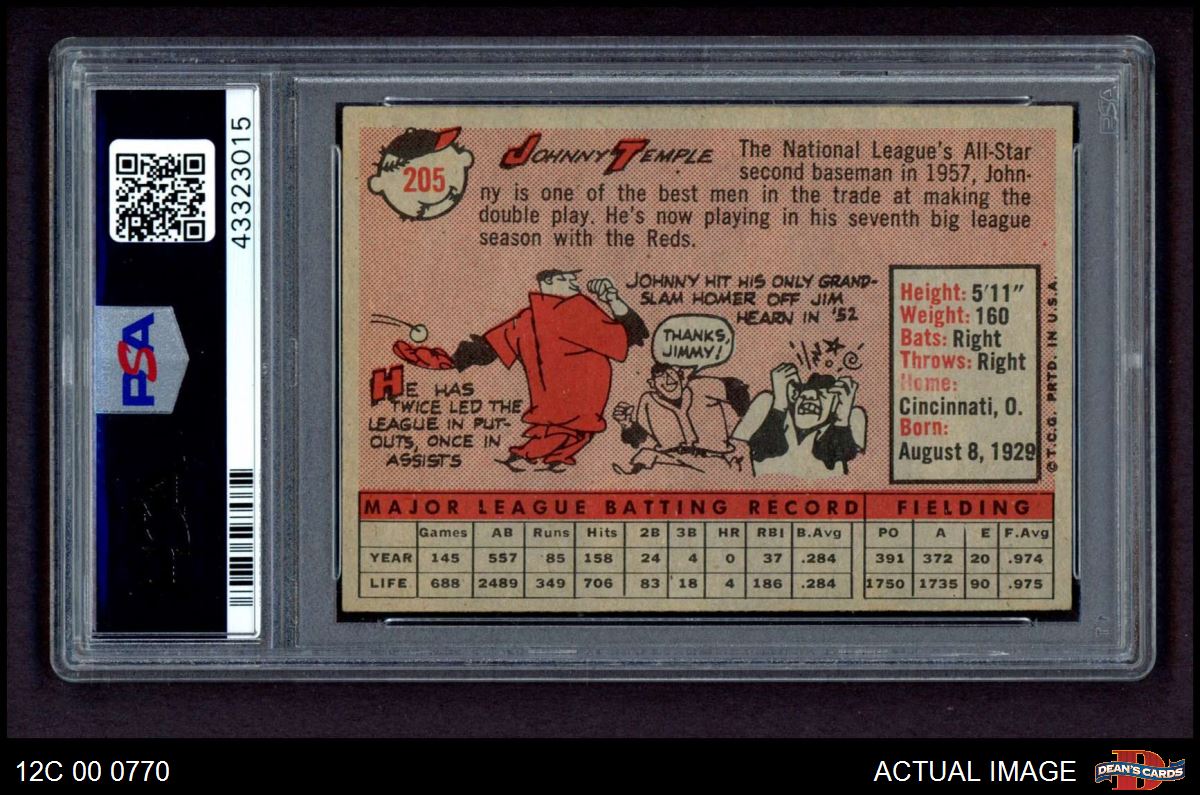 43323015
PSA
PSA
205
JOHNNY TEMPLE
The National League's All-Star
second baseman in 1957, John-
ny is one of the best men in the trade at making the
double play. He's now playing in his seventh big league
season with the Reds.
JOHNNY HIT HIS ONLY GRAND-
SLAM HOMER OFF JIM
HEARN IN '52
THANKS,
JIMMY!
HE HAS
TWICE LED THE
LEAGUE IN PUT-
OUTS, ONCE IN
ASSISTS
Height: 5'11"
Weight: 160
Bats: Right
Throws: Right
Home:
Cincinnati, O.
Born:
August 8, 1929
©T.C.G. PRTD. IN U.S.A.
MAJOR LEAGUE BATTING RECORD FIELDING
Games AB Runs Hits 2B 3B HR RBI B.Avg PO A E F.Avg
YEAR 145 557 85 158 24 4 0 37 .284 391 372 20 .974
LIFE 688 2489 349 706 83 18 4 186 .284 1750 1735 90 .975
12C 00 0770
ACTUAL IMAGE
D
DEAN'S CARDS